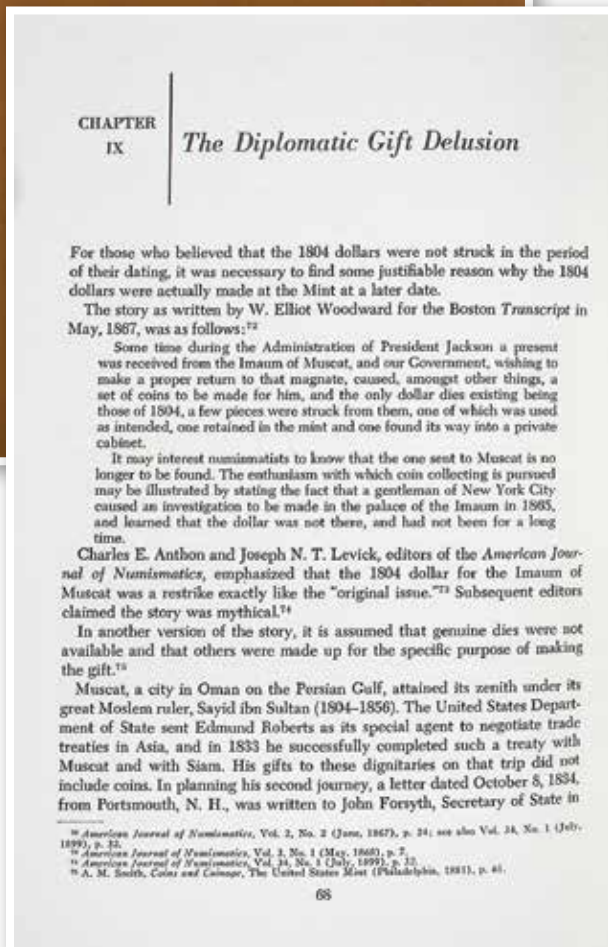 CHAPTER
IX
The Diplomatic Gift Delusion
For those who believed that the 1804 dollars were not struck in the period
of their dating, it was necessary to find some justifiable reason why the 1804
dollars were actually made at the Mint at a later date.
The story as written by W. Elliot Woodward for the Boston Transcript in
May, 1867, was as follows:⁷²
Some time during the Administration of President Jackson a present
was received from the Imaum of Muscat, and our Government, wishing to
make a proper return to that magnate, caused, amongst other things, a
set of coins to be made for him, and the only dollar dies existing being
those of 1804, a few pieces were struck from them, one of which was used
as intended, one retained in the mint and one found its way into a private
cabinet.
It may interest numismatists to know that the one sent to Muscat is no
longer to be found. The enthusiasm with which coin collecting is pursued
may be illustrated by stating the fact that a gentleman of New York City
caused an investigation to be made in the palace of the Imaum in 1865,
and learned that the dollar was not there, and had not been for a long
time.
Charles E. Anthon and Joseph N. T. Levick, editors of the American Jour-
nal of Numismatics, emphasized that the 1804 dollar for the Imaum of
Muscat was a restrike exactly like the "original issue."⁷³ Subsequent editors
claimed the story was mythical.⁷⁴
In another version of the story, it is assumed that genuine dies were not
available and that others were made up for the specific purpose of making
the gift.⁷⁵
Muscat, a city in Oman on the Persian Gulf, attained its zenith under its
great Moslem ruler, Sayid ibn Sultan (1804–1856). The United States Depart-
ment of State sent Edmund Roberts as its special agent to negotiate trade
treaties in Asia, and in 1833 he successfully completed such a treaty with
Muscat and with Siam. His gifts to these dignitaries on that trip did not
include coins. In planning his second journey, a letter dated October 8, 1834,
from Portsmouth, N. H., was written to John Forsyth, Secretary of State in
⁷² American Journal of Numismatics, Vol. 2, No. 2 (June, 1867), p. 24; see also Vol. 34, No. 1 (July,
1899), p. 32.
⁷³ American Journal of Numismatics, Vol. 3, No. 1 (May, 1868), p. 7.
⁷⁴ American Journal of Numismatics, Vol. 34, No. 1 (July, 1899), p. 32.
⁷⁵ A. M. Smith, Coins and Coinage, The United States Mint (Philadelphia, 1881), p.
68